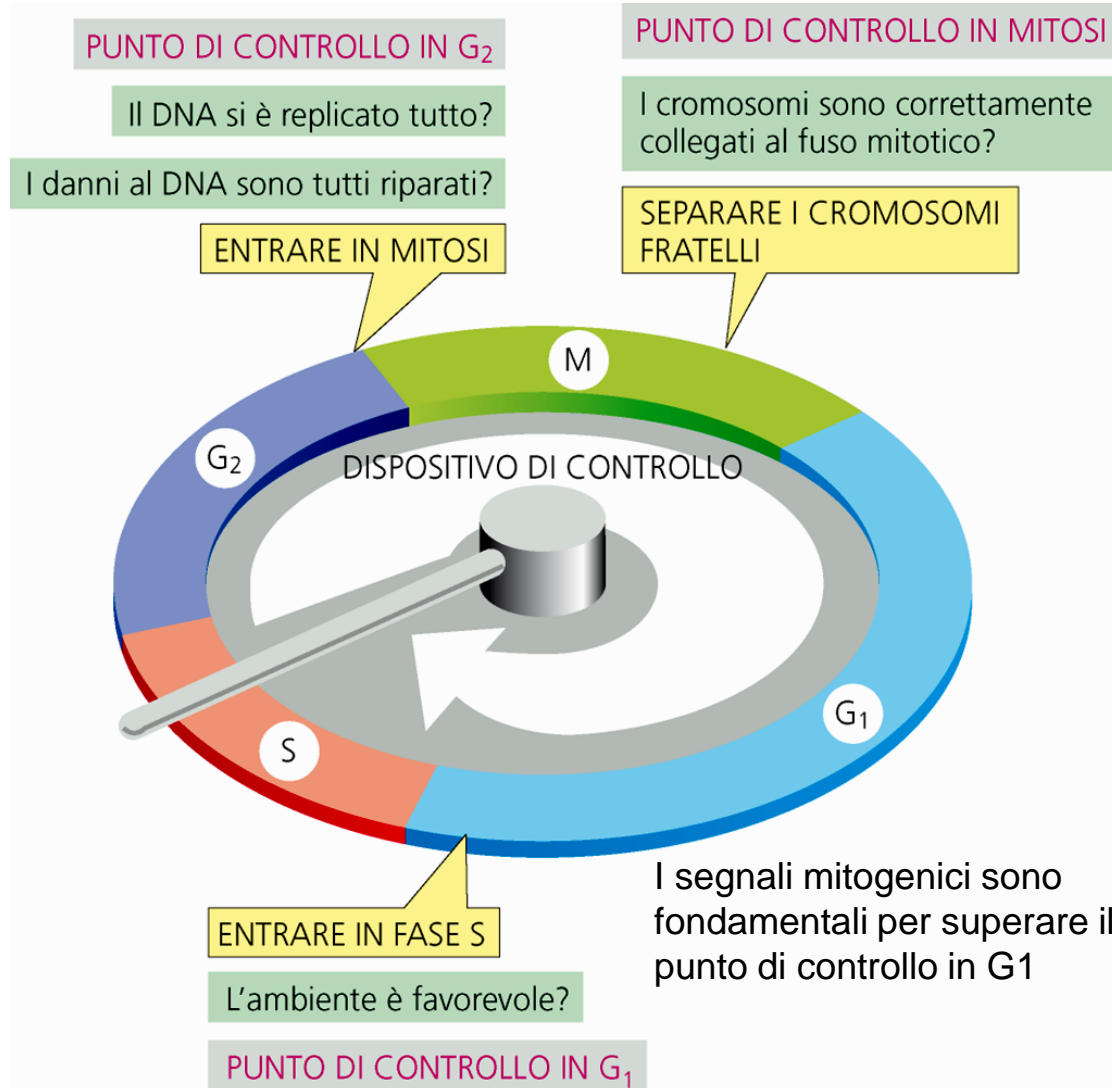 PUNTO DI CONTROLLO IN G₂
Il DNA si è replicato tutto?
I danni al DNA sono tutti riparati?
ENTRARE IN MITOSI
PUNTO DI CONTROLLO IN MITOSI
I cromosomi sono correttamente
collegati al fuso mitotico?
SEPARARE I CROMOSOMI
FRATELLI
M
G₂
DISPOSITIVO DI CONTROLLO
G₁
S
I segnali mitogenici sono
fondamentali per superare il
punto di controllo in G1
ENTRARE IN FASE S
L'ambiente è favorevole?
PUNTO DI CONTROLLO IN G₁